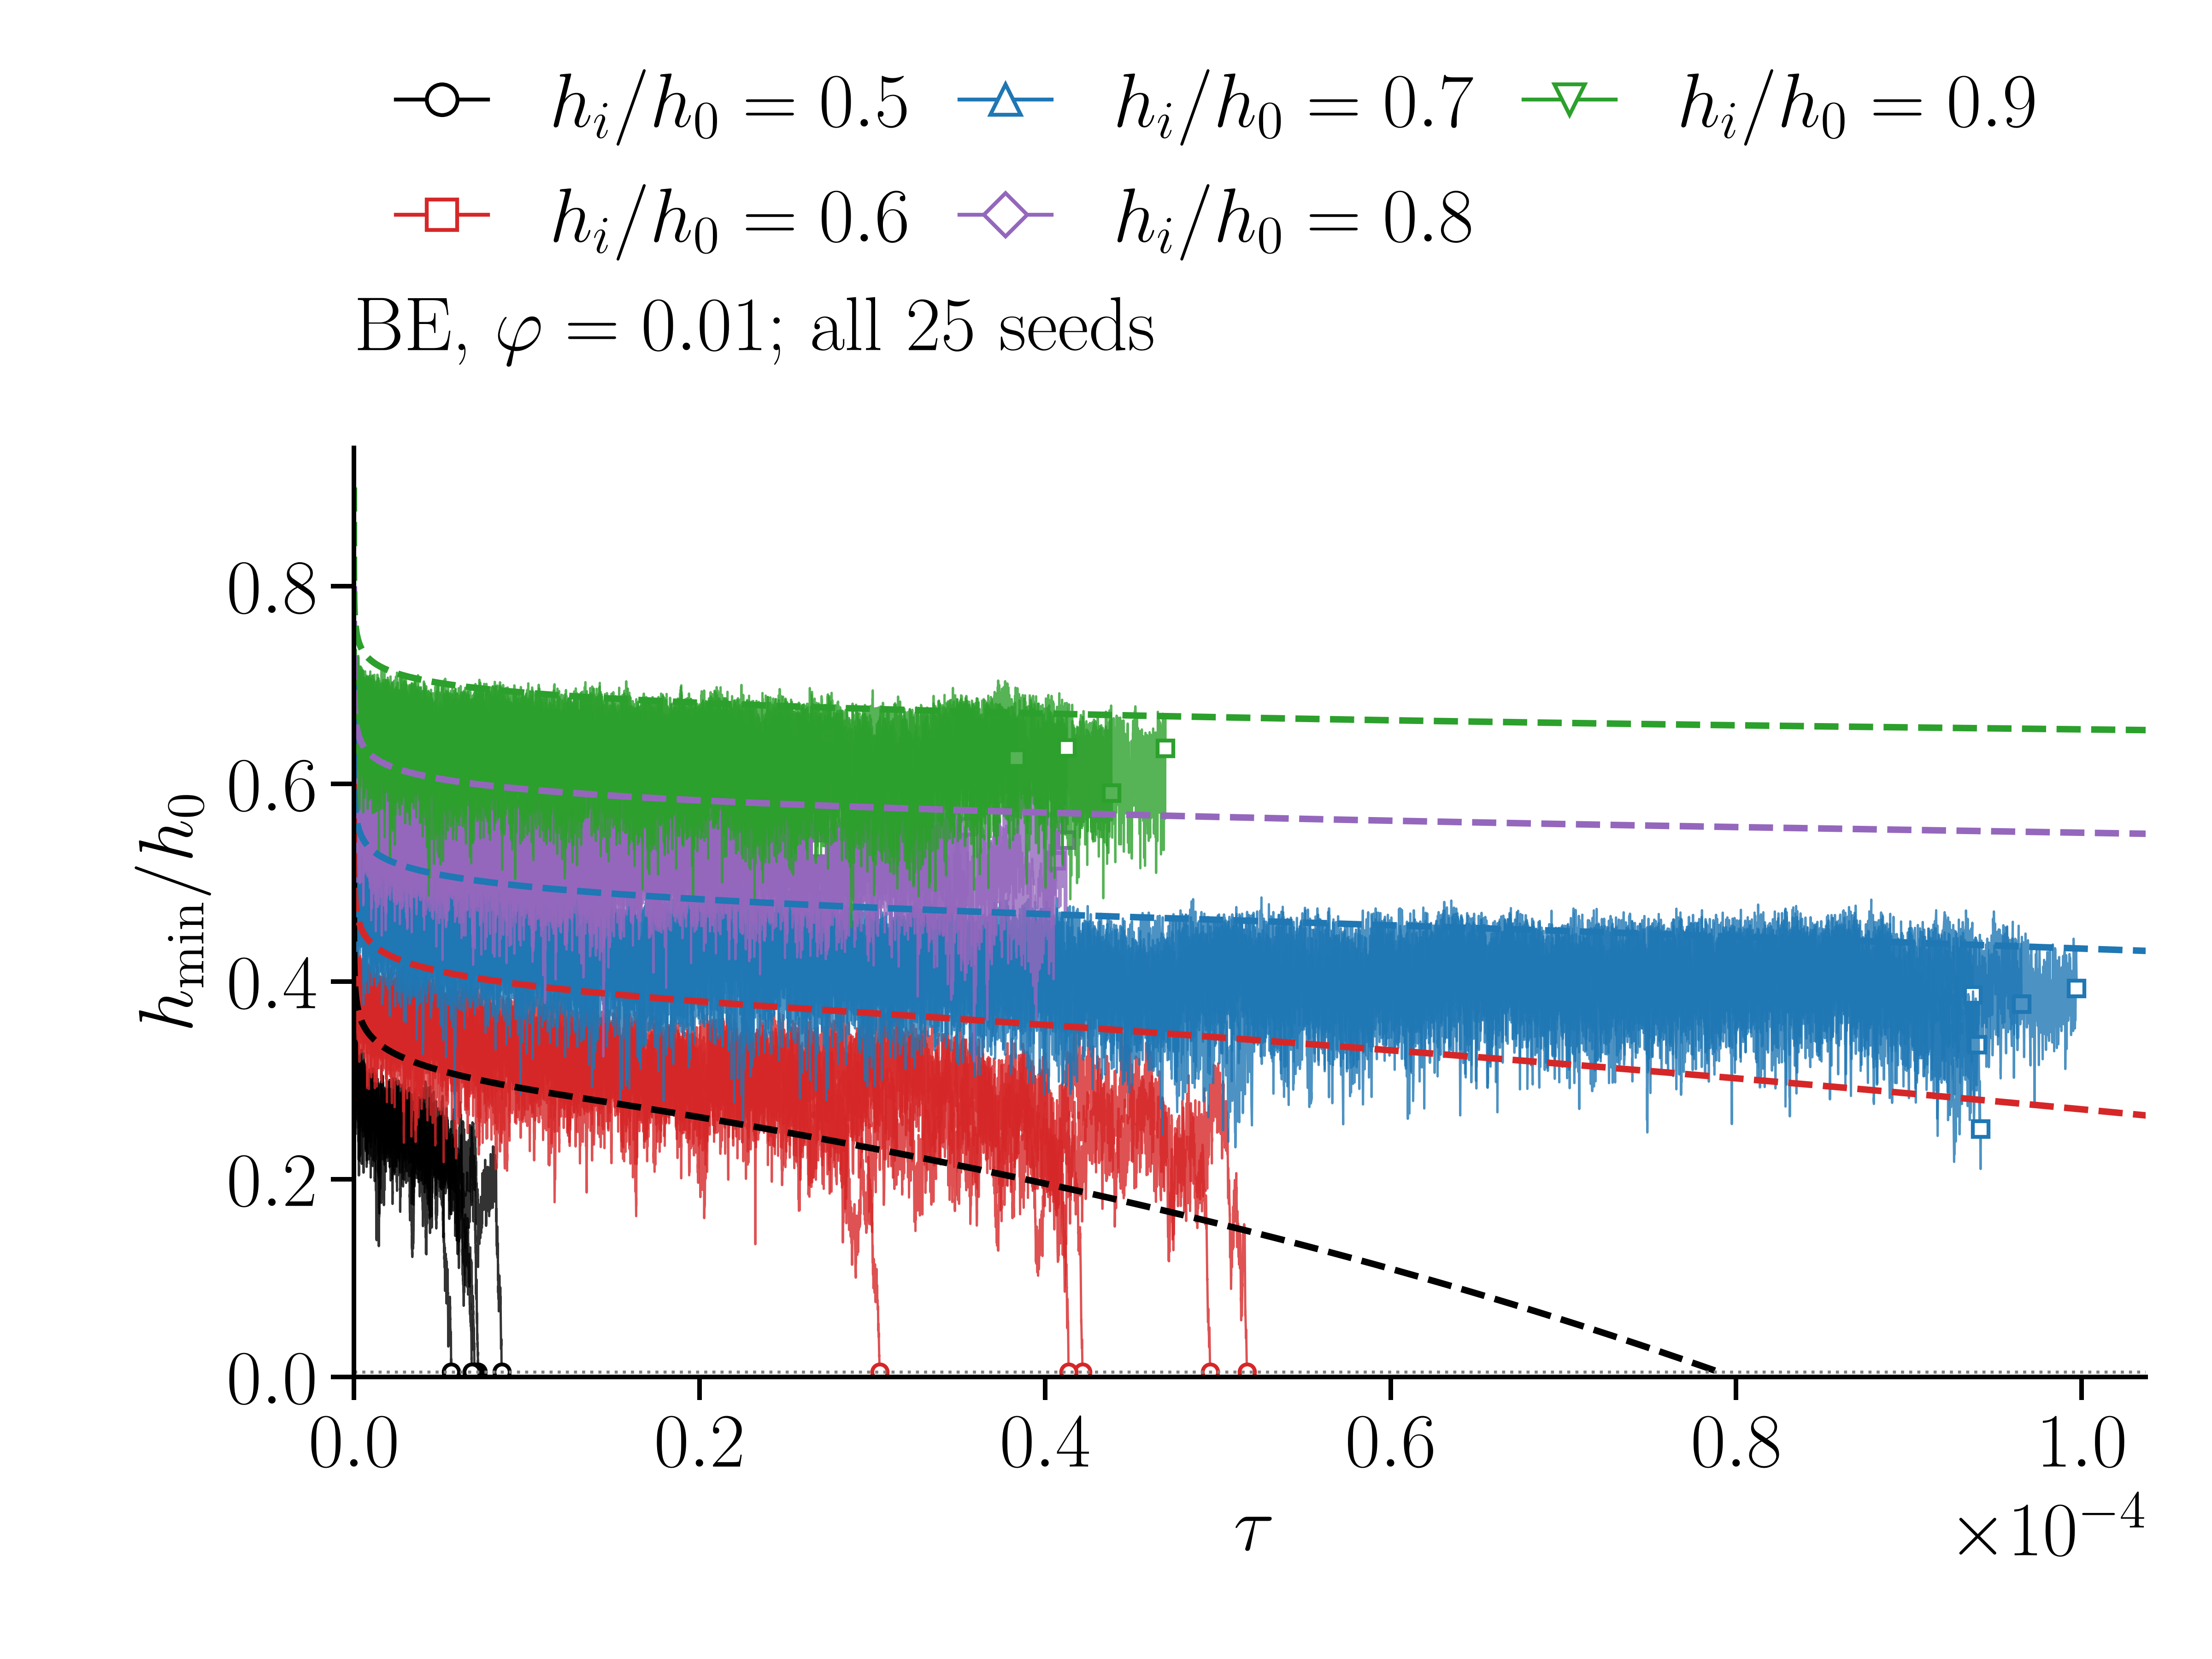 h_i/h_0 = 0.5 h_i/h_0 = 0.7 h_i/h_0 = 0.9
h_i/h_0 = 0.6 h_i/h_0 = 0.8
BE, φ = 0.01; all 25 seeds
h_min/h_0
0.8
0.6
0.4
0.2
0.0
0.0 0.2 0.4 0.6 0.8 1.0
τ
×10⁻⁴